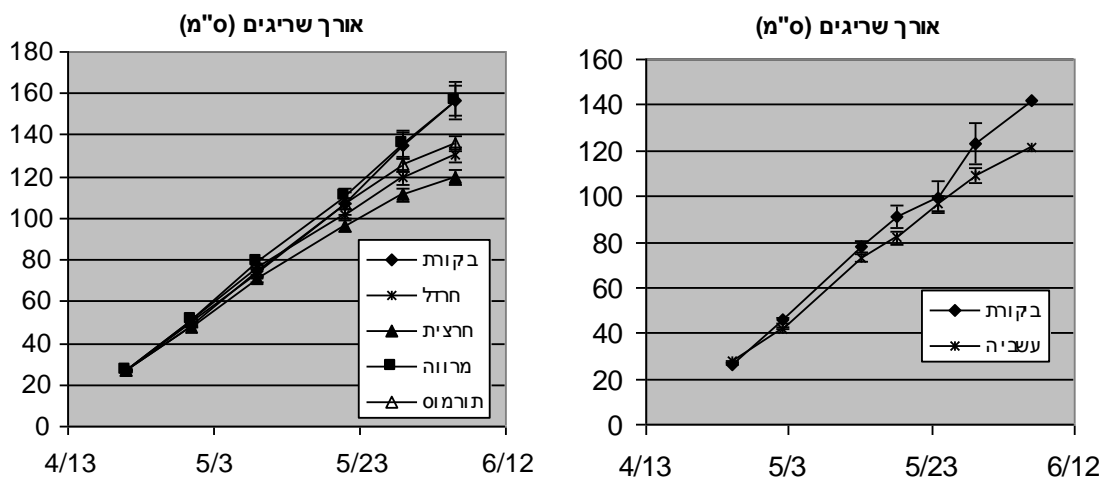 אורך שריגים (ס"מ)
180
160
140
120
100
80
60
40
20
0
4/13 5/3 5/23 6/12
בקורת
חרדל
חרצית
מרווה
תורמוס
אורך שריגים (ס"מ)
160
140
120
100
80
60
40
20
0
4/13 5/3 5/23 6/12
בקורת
עשביה